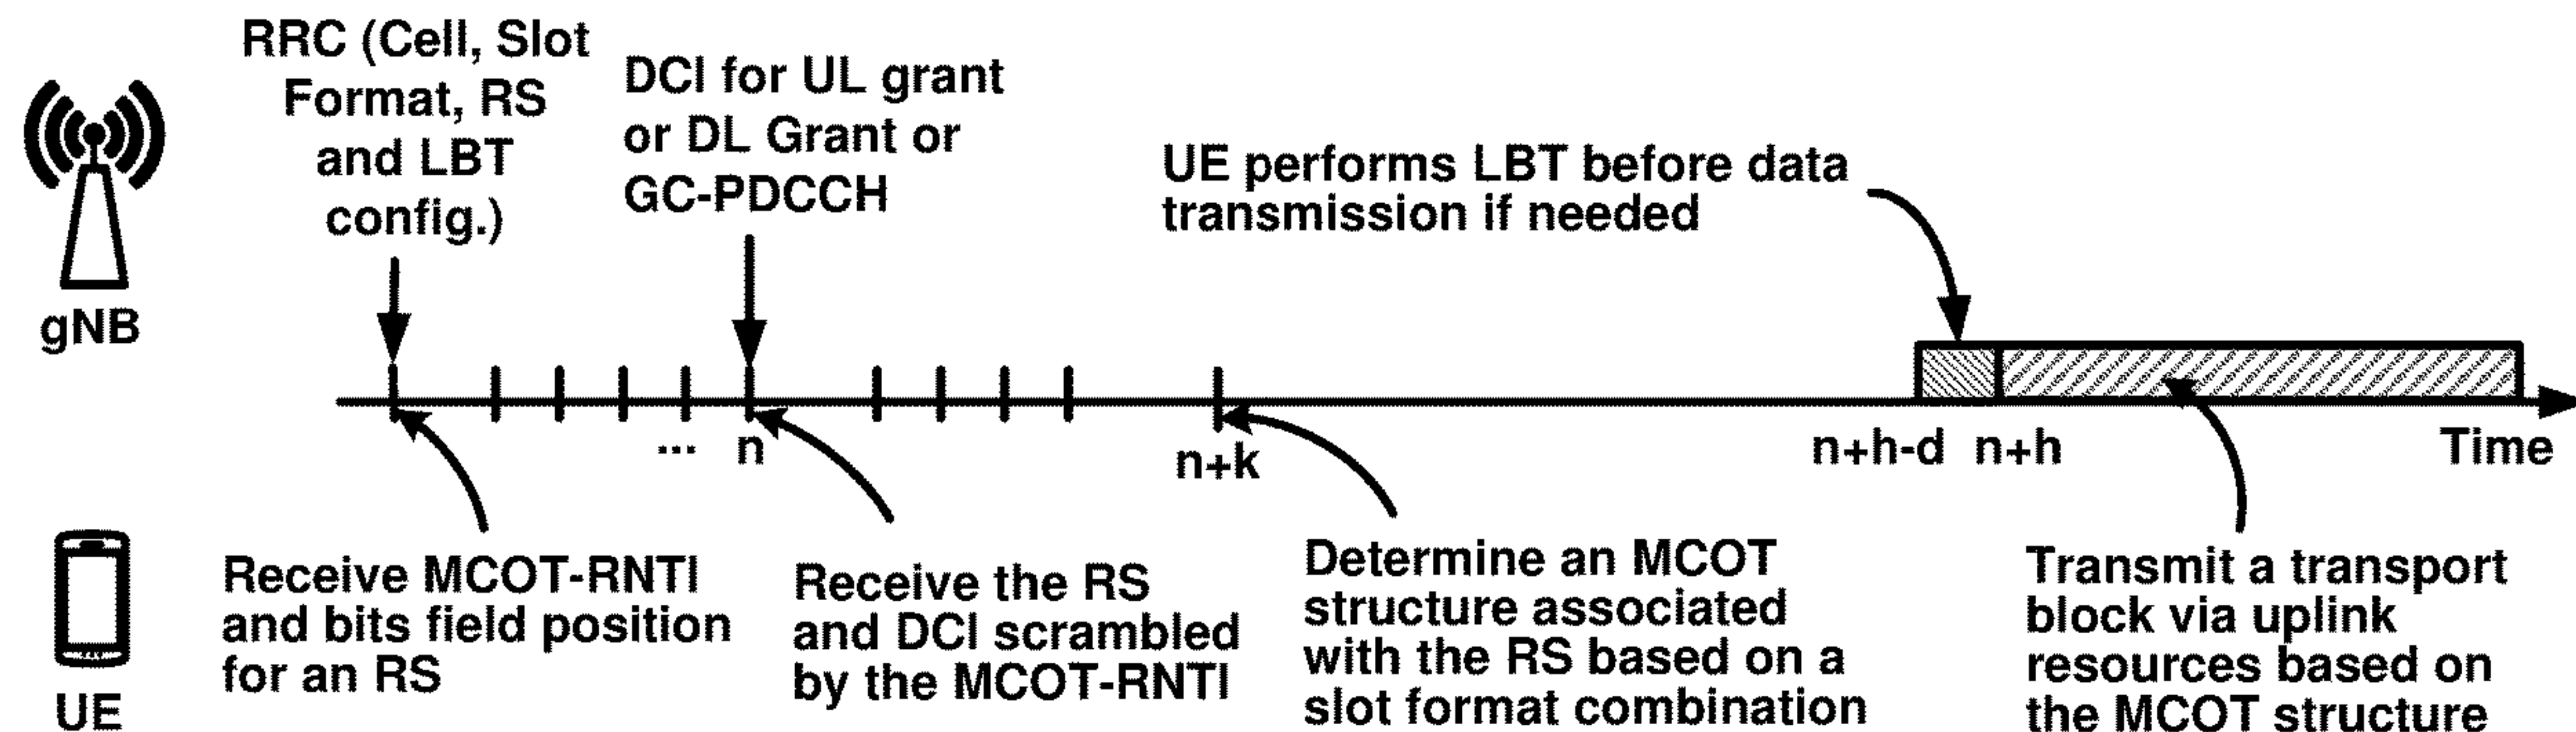 RRC (Cell, Slot
Format, RS
and LBT
config.)
DCI for UL grant
or DL Grant or
GC-PDCCH
UE performs LBT before data
transmission if needed
gNB
... n
n+k
n+h-d n+h
Time
Receive MCOT-RNTI
and bits field position
for an RS
Receive the RS
and DCI scrambled
by the MCOT-RNTI
Determine an MCOT
structure associated
with the RS based on a
slot format combination
Transmit a transport
block via uplink
resources based on
the MCOT structure
UE